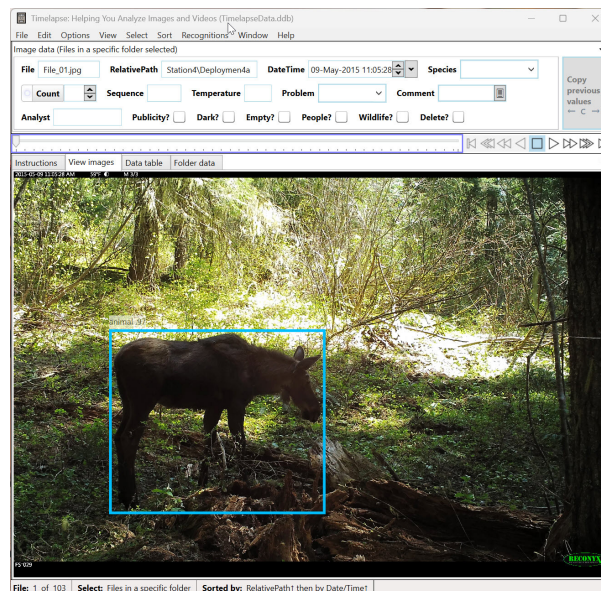 Timelapse: Helping You Analyze Images and Videos (TimelapseData.ddb)
File Edit Options View Select Sort Recognitions Window Help
Image data (Files in a specific folder selected)
File File_01.jpg RelativePath Station4\Deploymen4a DateTime 09-May-2015 11:05:28 Species
Count Sequence Temperature Problem Comment
Analyst Publicity? Dark? Empty? People? Wildlife? Delete?
Copy
previous
values
← C →
Instructions View images Data table Folder data
2015-05-09 11:05:28 AM 59°F M 3/3
animal .97
FS 029
RECONYX
File: 1 of 103 Select: Files in a specific folder Sorted by: RelativePath↑ then by Date/Time↑